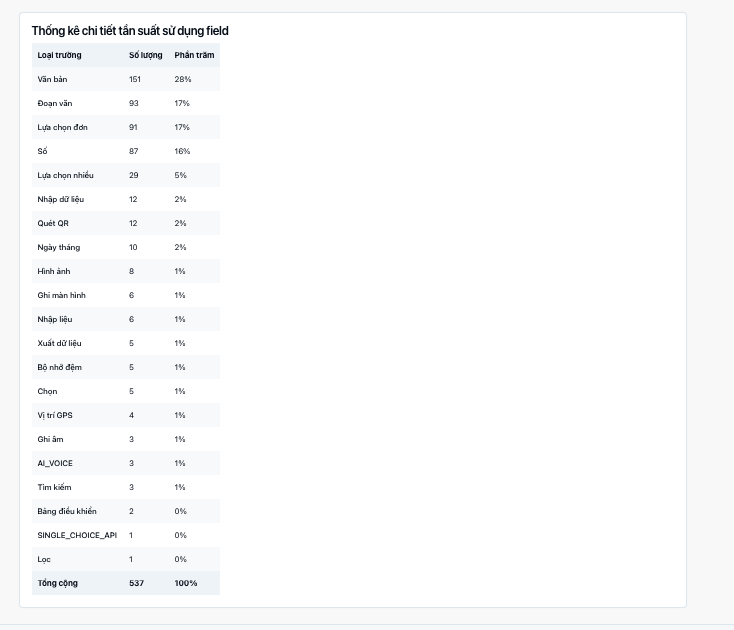 Thống kê chi tiết tần suất sử dụng field
Loại trường Số lượng Phần trăm
Văn bản 151 28%
Đoạn văn 93 17%
Lựa chọn đơn 91 17%
Số 87 16%
Lựa chọn nhiều 29 5%
Nhập dữ liệu 12 2%
Quét QR 12 2%
Ngày tháng 10 2%
Hình ảnh 8 1%
Ghi màn hình 6 1%
Nhập liệu 6 1%
Xuất dữ liệu 5 1%
Bộ nhớ đệm 5 1%
Chọn 5 1%
Vị trí GPS 4 1%
Ghi âm 3 1%
AI_VOICE 3 1%
Tìm kiếm 3 1%
Bảng điều khiển 2 0%
SINGLE_CHOICE_API 1 0%
Lọc 1 0%
Tổng cộng 537 100%